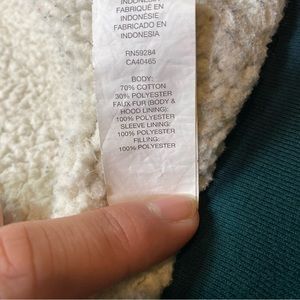 INDONESIA
FABRIQUÉ EN
INDONÉSIE
FABRICADO EN
INDONESIA
RN59284
CA40465
BODY:
70% COTTON
30% POLYESTER
FAUX FUR (BODY &
HOOD LINING):
100% POLYESTER
SLEEVE LINING:
100% POLYESTER
FILLING:
100% POLYESTER